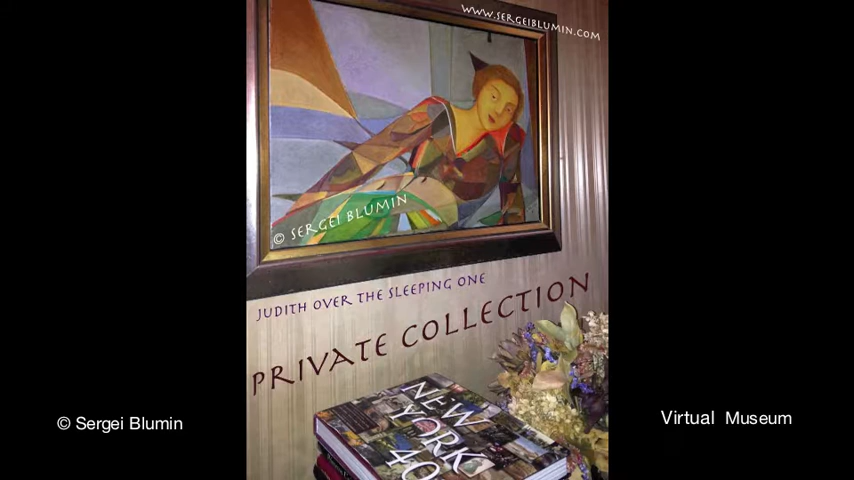 www.sergeiblumin.com
© Sergei Blumin
Judith over the Sleeping One
Private Collection
NEW
YORK
40
© Sergei Blumin
Virtual Museum